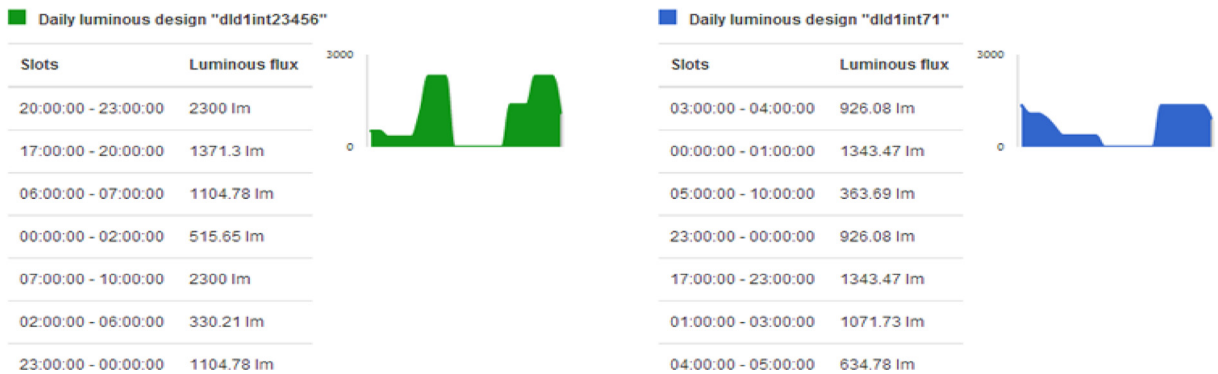 Daily luminous design "dld1int23456"
Slots Luminous flux
20:00:00 - 23:00:00 2300 lm
17:00:00 - 20:00:00 1371.3 lm
06:00:00 - 07:00:00 1104.78 lm
00:00:00 - 02:00:00 515.65 lm
07:00:00 - 10:00:00 2300 lm
02:00:00 - 06:00:00 330.21 lm
23:00:00 - 00:00:00 1104.78 lm
3000
0
Daily luminous design "dld1int71"
Slots Luminous flux
03:00:00 - 04:00:00 926.08 lm
00:00:00 - 01:00:00 1343.47 lm
05:00:00 - 10:00:00 363.69 lm
23:00:00 - 00:00:00 926.08 lm
17:00:00 - 23:00:00 1343.47 lm
01:00:00 - 03:00:00 1071.73 lm
04:00:00 - 05:00:00 634.78 lm
3000
0